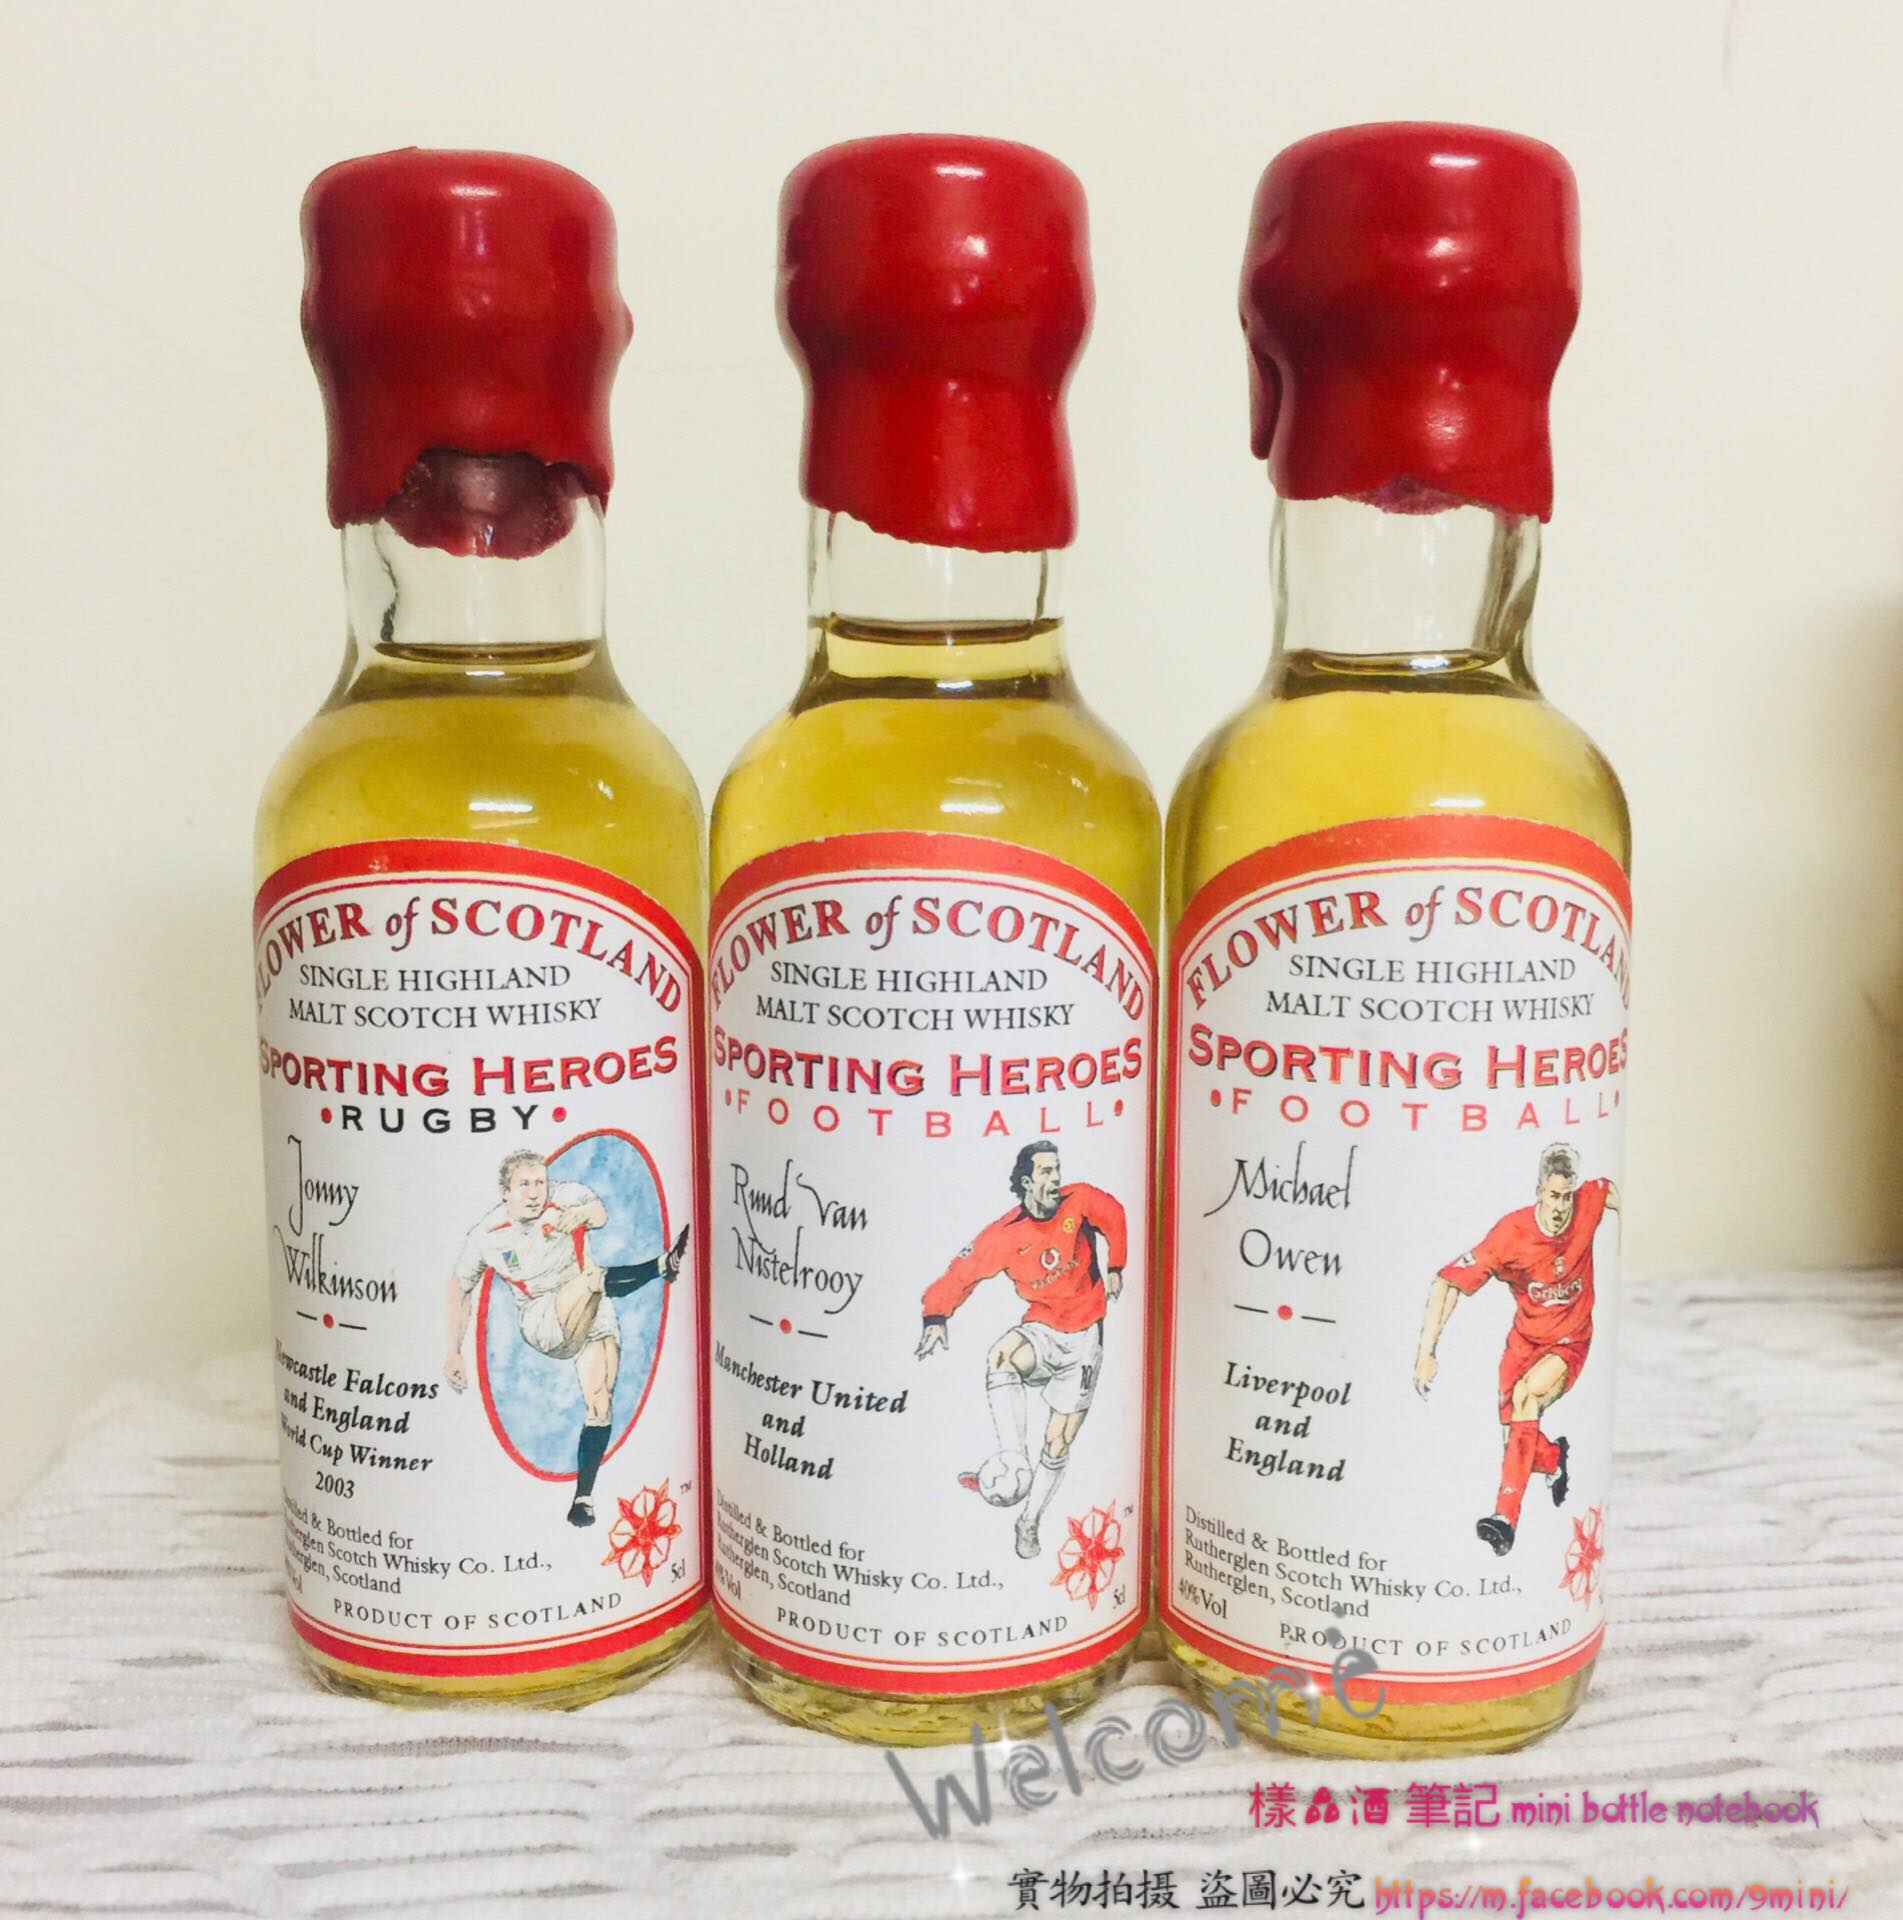 FLOWER of SCOTLAND
SINGLE HIGHLAND
MALT SCOTCH WHISKY
SPORTING HEROES
•RUGBY•
Jonny
Wilkinson
Newcastle Falcons
and England
World Cup Winner
2003
Distilled & Bottled for
Rutherglen Scotch Whisky Co. Ltd.,
Rutherglen, Scotland
Vol
5cl
TM
PRODUCT OF SCOTLAND
FLOWER of SCOTLAND
SINGLE HIGHLAND
MALT SCOTCH WHISKY
SPORTING HEROES
•FOOTBALL•
Ruud Van
Nistelrooy
Manchester United
and
Holland
10
Distilled & Bottled for
Rutherglen Scotch Whisky Co. Ltd.,
Rutherglen, Scotland
40%Vol
5cl
TM
PRODUCT OF SCOTLAND
FLOWER of SCOTLAND
SINGLE HIGHLAND
MALT SCOTCH WHISKY
SPORTING HEROES
•FOOTBALL•
Michael
Owen
Carlsberg
Liverpool
and
England
Distilled & Bottled for
Rutherglen Scotch Whisky Co. Ltd.,
Rutherglen, Scotland
40%Vol
PRODUCT OF SCOTLAND
Welcome
樣品酒 筆記 mini bottle notebook
實物拍摄 盜圖必究 https://m.facebook.com/9mini/